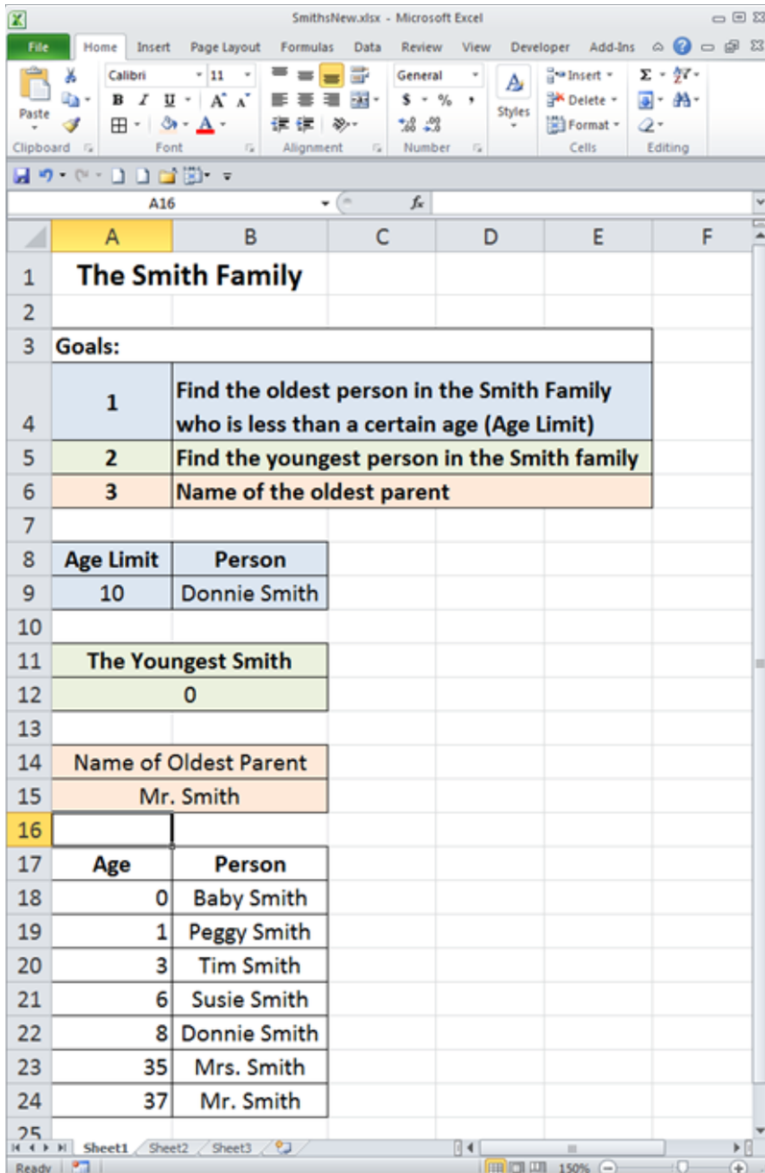 SmithsNew.xlsx - Microsoft Excel
File Home Insert Page Layout Formulas Data Review View Developer Add-Ins
Calibri 11 General Insert Σ
Paste B I U A A $ % , Styles Delete
A Format
Clipboard Font Alignment Number Cells Editing
A16 fx
A B C D E F
1 The Smith Family
2
3 Goals:
4 1 Find the oldest person in the Smith Family
who is less than a certain age (Age Limit)
5 2 Find the youngest person in the Smith family
6 3 Name of the oldest parent
7
8 Age Limit Person
9 10 Donnie Smith
10
11 The Youngest Smith
12 0
13
14 Name of Oldest Parent
15 Mr. Smith
16
17 Age Person
18 0 Baby Smith
19 1 Peggy Smith
20 3 Tim Smith
21 6 Susie Smith
22 8 Donnie Smith
23 35 Mrs. Smith
24 37 Mr. Smith
25
Sheet1 Sheet2 Sheet3
Ready 150%